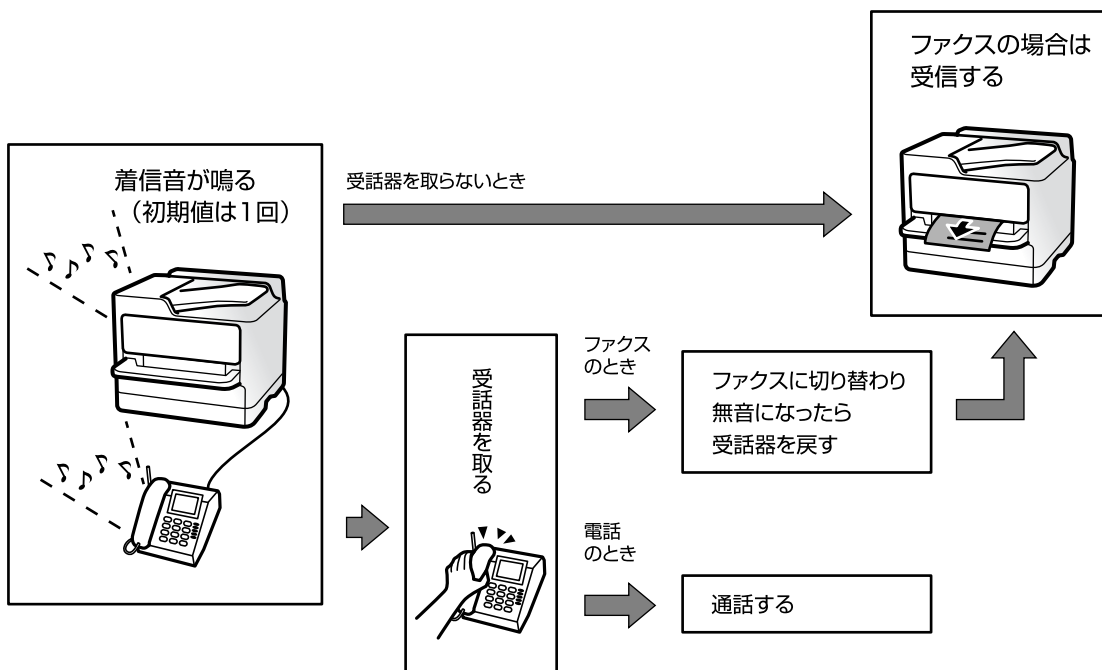 着信音が鳴る
（初期値は1回）
受話器を取らないとき
ファクスの場合は
受信する
受話器を取る
ファクス
のとき
ファクスに切り替わり
無音になったら
受話器を戻す
電話
のとき
通話する